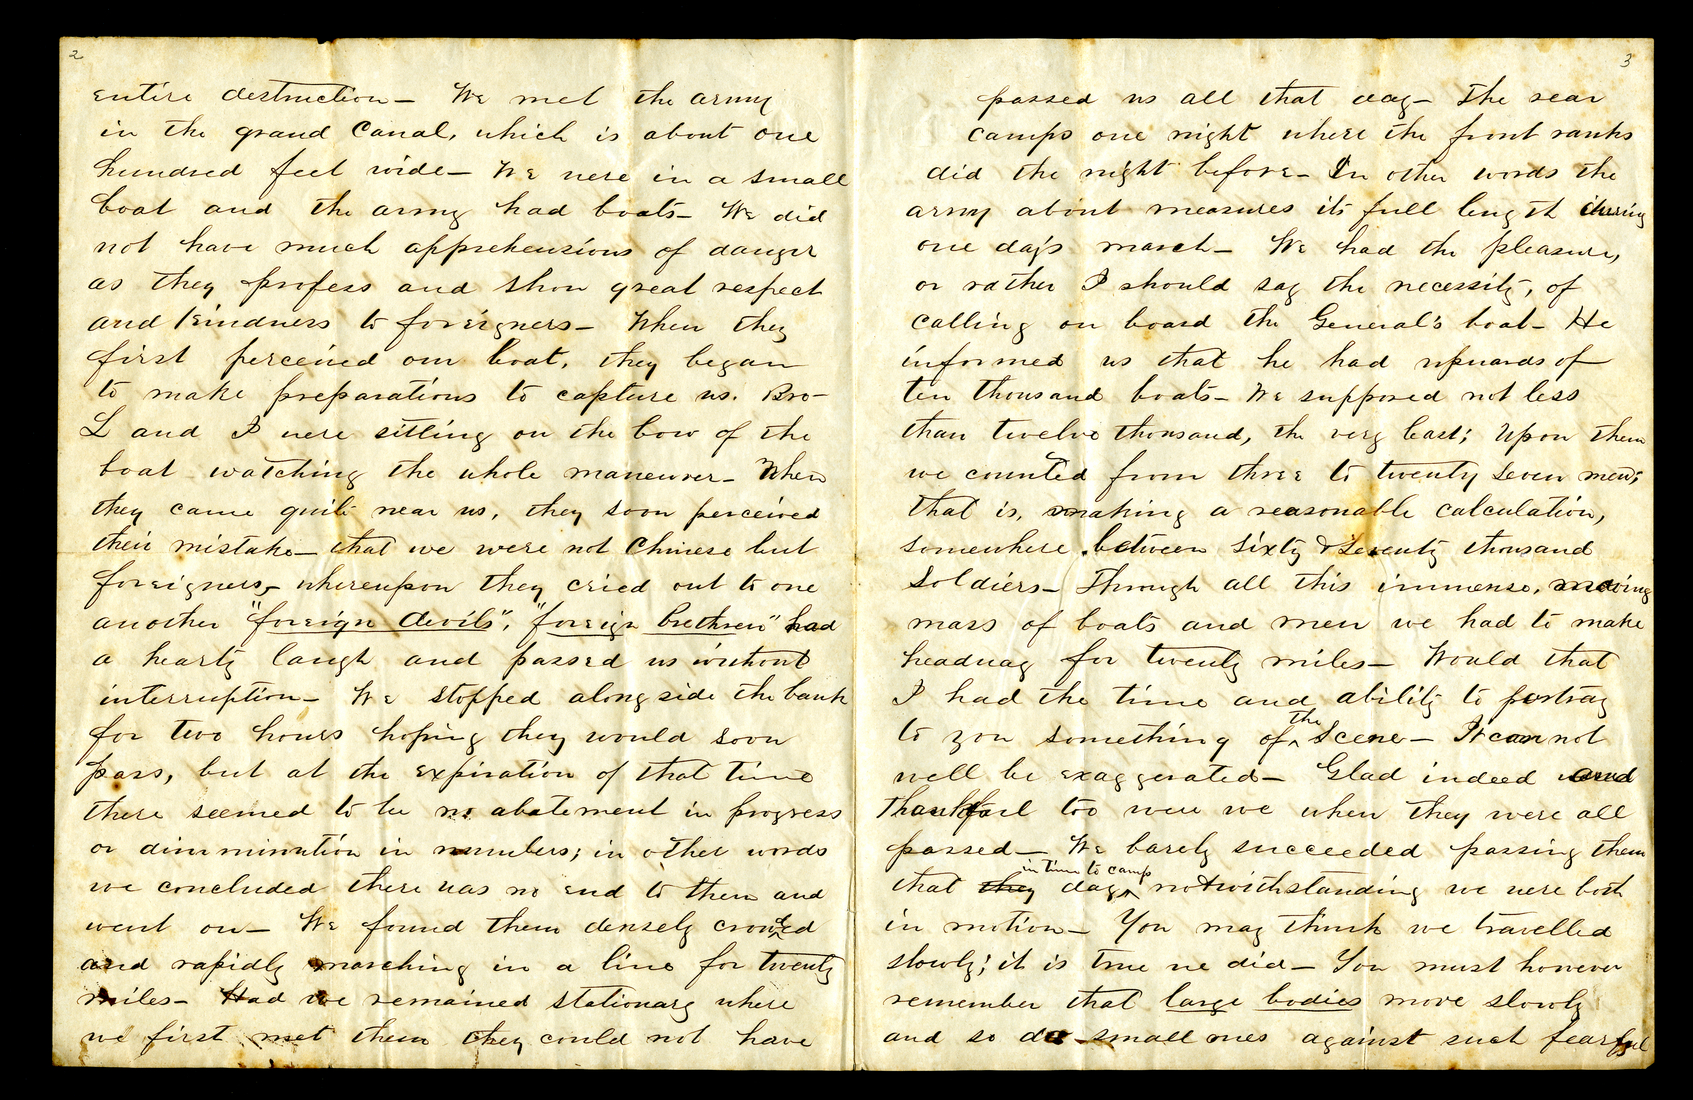 2
entire destruction— We met the army
in the grand Canal, which is about one
hundred feet wide— We were in a small
boat and the army had boats— We did
not have much apprehensions of danger
as they profess and show great respect
and kindness to foreigners— When they
first perceived our boat, they began
to make preparations to capture us. Bro—
L and I were sitting on the bow of the
boat watching the whole maneuver— When
they came quite near us, they soon perceived
their mistake— that we were not Chinese but
foreigners, whereupon they cried out to one
another "foreign devils", "foreign brethren" had
a hearty laugh and passed us without
interruption— We stopped along side the bank
for two hours hoping they would soon
pass, but at the expiration of that time
there seemed to be no abatement in progress
or dimminution in numbers; in other words
we concluded there was no end to them and
went on— We found them densely crowded
and rapidly marching in a line for twenty
miles— Had we remained stationary where
we first met them they could not have
3
passed us all that day— The rear
camps one night where the front ranks
did the night before— In other words the
army about measures its full length during
one day's march— We had the pleasure,
or rather I should say the necessity, of
calling on board the General's boat— He
informed us that he had upwards of
ten thousand boats— We supposed not less
than twelve thousand, the very least; Upon them
we counted from three to twenty seven men;
that is, making a reasonable calculation,
somewhere between sixty & seventy thousand
soldiers— Through all this immense, moving
mass of boats and men we had to make
headway for twenty miles— Would that
I had the time and ability to portray
to you something of the Scene— It can not
well be exaggerated— Glad indeed and
thankful too were we when they were all
passed— We barely succeeded passing them
that they day in time to camp notwithstanding we were both
in motion— You may think we travelled
slowly; it is true we did— You must however
remember that large bodies move slowly
and so do small ones against such fearful